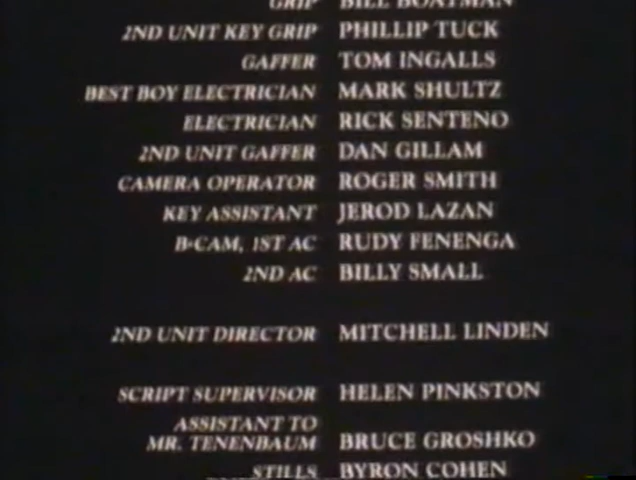 GRIP BILL BOATMAN
2ND UNIT KEY GRIP PHILLIP TUCK
GAFFER TOM INGALLS
BEST BOY ELECTRICIAN MARK SHULTZ
ELECTRICIAN RICK SENTENO
2ND UNIT GAFFER DAN GILLAM
CAMERA OPERATOR ROGER SMITH
KEY ASSISTANT JEROD LAZAN
B-CAM, 1ST AC RUDY FENENGA
2ND AC BILLY SMALL
2ND UNIT DIRECTOR MITCHELL LINDEN
SCRIPT SUPERVISOR HELEN PINKSTON
ASSISTANT TO
MR. TENENBAUM BRUCE GROSHKO
STILLS BYRON COHEN